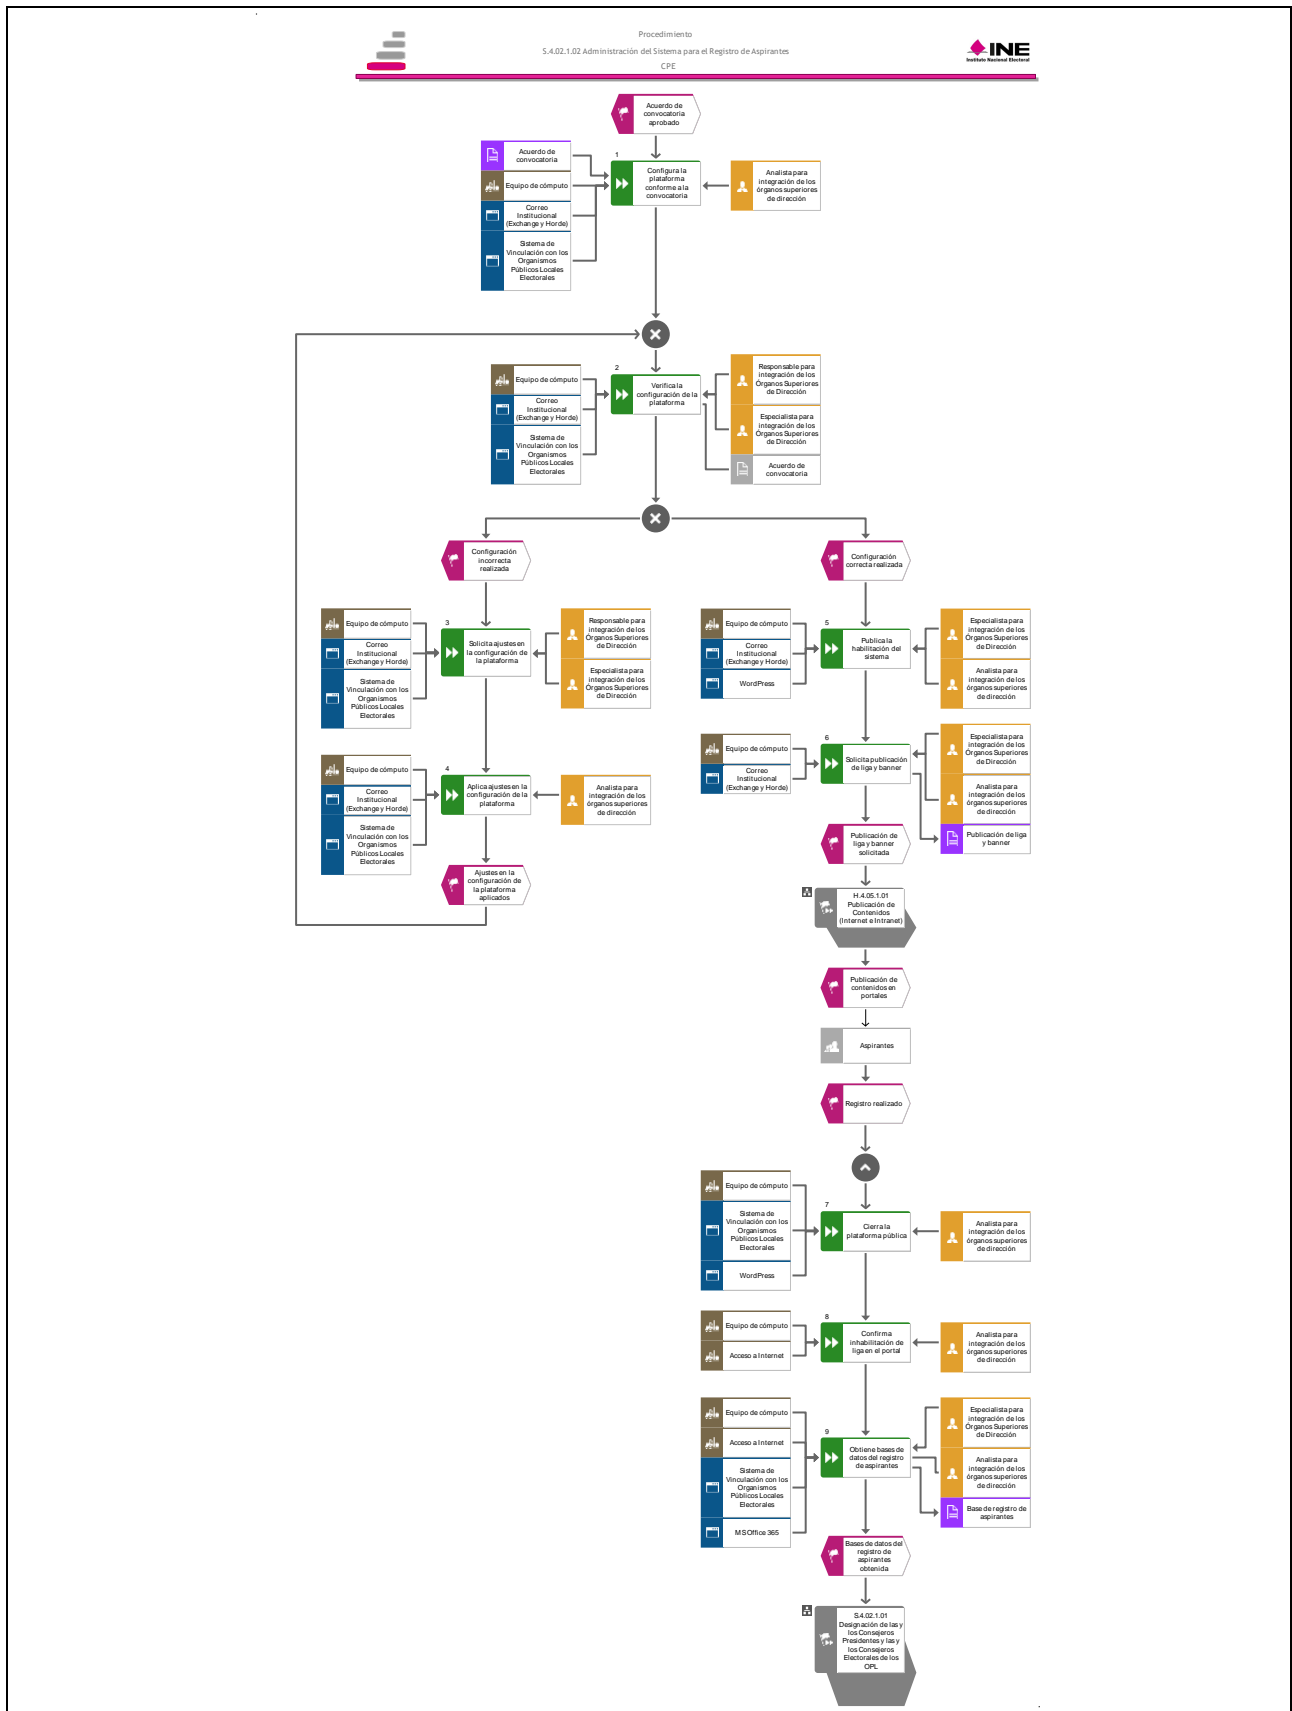 Procedimiento
S.4.02.1.02 Administración del Sistema para el Registro de Aspirantes
CPE
INE
Instituto Nacional Electoral
Acuerdo de
convocatoria
aprobado
Acuerdo de
convocatoria
Equipo de cómputo
Correo
Institucional
(Exchange y Horde)
Sistema de
Vinculación con los
Organismos
Públicos Locales
Electorales
1
Configura la
plataforma
conforme a la
convocatoria
Analista para
integración de los
órganos superiores
de dirección
Equipo de cómputo
Correo
Institucional
(Exchange y Horde)
Sistema de
Vinculación con los
Organismos
Públicos Locales
Electorales
2
Verifica la
configuración de la
plataforma
Responsable para
integración de los
Órganos Superiores
de Dirección
Especialista para
integración de los
Órganos Superiores
de Dirección
Acuerdo de
convocatoria
Configuración
incorrecta
realizada
Configuración
correcta realizada
Equipo de cómputo
Correo
Institucional
(Exchange y Horde)
Sistema de
Vinculación con los
Organismos
Públicos Locales
Electorales
3
Solicita ajustes en
la configuración de
la plataforma
Responsable para
integración de los
Órganos Superiores
de Dirección
Especialista para
integración de los
Órganos Superiores
de Dirección
Equipo de cómputo
Correo
Institucional
(Exchange y Horde)
WordPress
5
Publica la
habilitación del
sistema
Especialista para
integración de los
Órganos Superiores
de Dirección
Analista para
integración de los
órganos superiores
de dirección
Equipo de cómputo
Correo
Institucional
(Exchange y Horde)
Sistema de
Vinculación con los
Organismos
Públicos Locales
Electorales
4
Aplica ajustes en la
configuración de la
plataforma
Analista para
integración de los
órganos superiores
de dirección
Ajustes en la
configuración de
la plataforma
aplicados
Equipo de cómputo
Correo
Institucional
(Exchange y Horde)
6
Solicita publicación
de liga y banner
Especialista para
integración de los
Órganos Superiores
de Dirección
Analista para
integración de los
órganos superiores
de dirección
Publicación de liga
y banner
Publicación de
liga y banner
solicitada
H.4.05.1.01
Publicación de
Contenidos
(Internet e Intranet)
Publicación de
contenidos en
portales
Aspirantes
Registro realizado
Equipo de cómputo
Sistema de
Vinculación con los
Organismos
Públicos Locales
Electorales
WordPress
7
Cierra la
plataforma pública
Analista para
integración de los
órganos superiores
de dirección
Equipo de cómputo
Acceso a Internet
8
Confirma
inhabilitación de
liga en el portal
Analista para
integración de los
órganos superiores
de dirección
Equipo de cómputo
Acceso a Internet
Sistema de
Vinculación con los
Organismos
Públicos Locales
Electorales
MS Office 365
9
Obtiene bases de
datos del registro
de aspirantes
Especialista para
integración de los
Órganos Superiores
de Dirección
Analista para
integración de los
órganos superiores
de dirección
Base de registro de
aspirantes
Bases de datos del
registro de
aspirantes
obtenida
S.4.02.1.01
Designación de las y
los Consejeros
Presidentes y las y
los Consejeros
Electorales de los
OPL